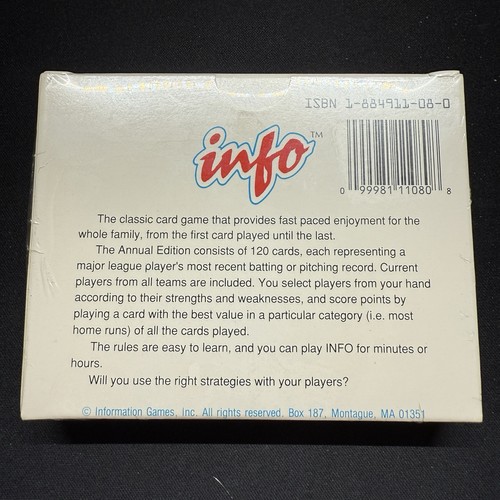 ISBN 1-884911-08-0
info™
0 99981 11080 8
The classic card game that provides fast paced enjoyment for the
whole family, from the first card played until the last.
The Annual Edition consists of 120 cards, each representing a
major league player's most recent batting or pitching record. Current
players from all teams are included. You select players from your hand
according to their strengths and weaknesses, and score points by
playing a card with the best value in a particular category (i.e. most
home runs) of all the cards played.
The rules are easy to learn, and you can play INFO for minutes or
hours.
Will you use the right strategies with your players?
© Information Games, Inc. All rights reserved. Box 187, Montague, MA 01351